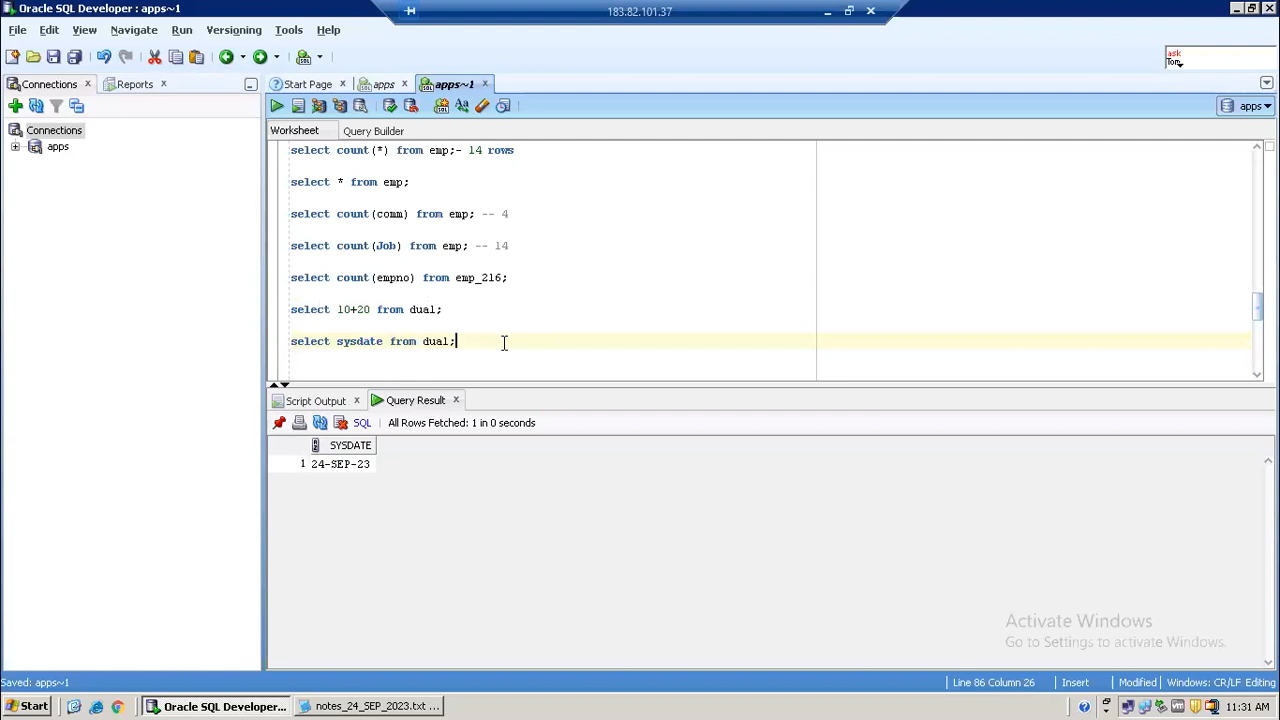 Oracle SQL Developer : apps~1
183.82.101.37
File Edit View Navigate Run Versioning Tools Help
ask
Tom
Connections Reports Start Page apps apps~1
apps
Worksheet Query Builder
Connections
apps
select count(*) from emp;- 14 rows
select * from emp;
select count(comm) from emp; -- 4
select count(Job) from emp; -- 14
select count(empno) from emp_216;
select 10+20 from dual;
select sysdate from dual;
Script Output Query Result
SQL All Rows Fetched: 1 in 0 seconds
SYSDATE
1 24-SEP-23
Activate Windows
Go to Settings to activate Windows.
Saved: apps~1 Line 86 Column 26 Insert Modified Windows: CR/LF Editing
Start Oracle SQL Developer... notes_24_SEP_2023.txt ... 11:31 AM